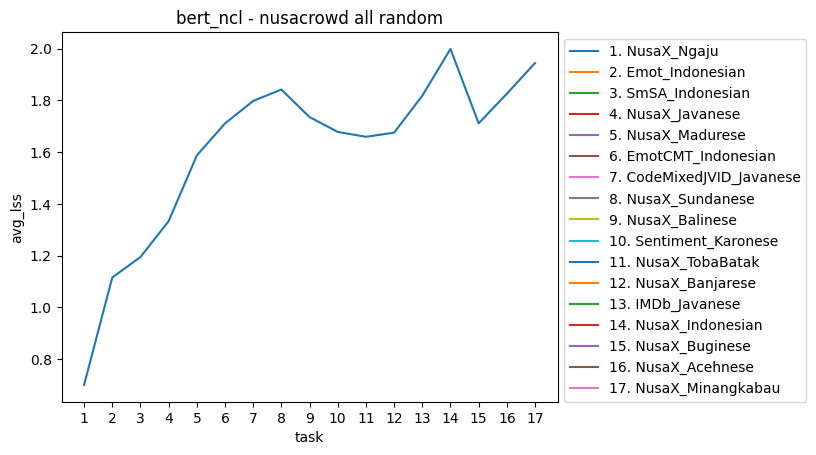 bert_ncl - nusacrowd all random
avg_lss
2.0
1.8
1.6
1.4
1.2
1.0
0.8
1 2 3 4 5 6 7 8 9 10 11 12 13 14 15 16 17
task
1. NusaX_Ngaju
2. Emot_Indonesian
3. SmSA_Indonesian
4. NusaX_Javanese
5. NusaX_Madurese
6. EmotCMT_Indonesian
7. CodeMixedJVID_Javanese
8. NusaX_Sundanese
9. NusaX_Balinese
10. Sentiment_Karonese
11. NusaX_TobaBatak
12. NusaX_Banjarese
13. IMDb_Javanese
14. NusaX_Indonesian
15. NusaX_Buginese
16. NusaX_Acehnese
17. NusaX_Minangkabau